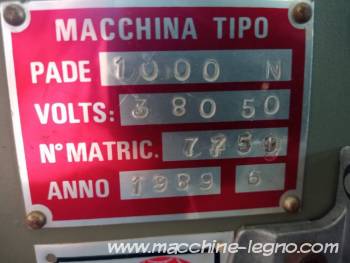 MACCHINA TIPO
PADE 1000 N
VOLTS: 380 50
N° MATRIC. 7759
ANNO 1989 6
www.macchine-legno.com